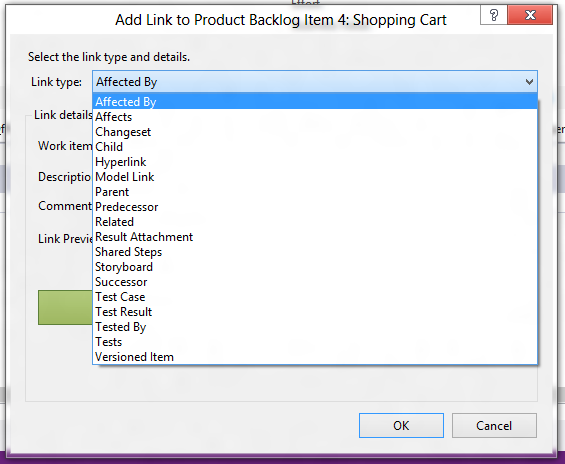 Add Link to Product Backlog Item 4: Shopping Cart
?
Select the link type and details.
Link type: Affected By
Affected By
Affects
Changeset
Child
Hyperlink
Model Link
Parent
Predecessor
Related
Result Attachment
Shared Steps
Storyboard
Successor
Test Case
Test Result
Tested By
Tests
Versioned Item
Link details
Work item
Descriptio
Comment
Link Previe
OK Cancel